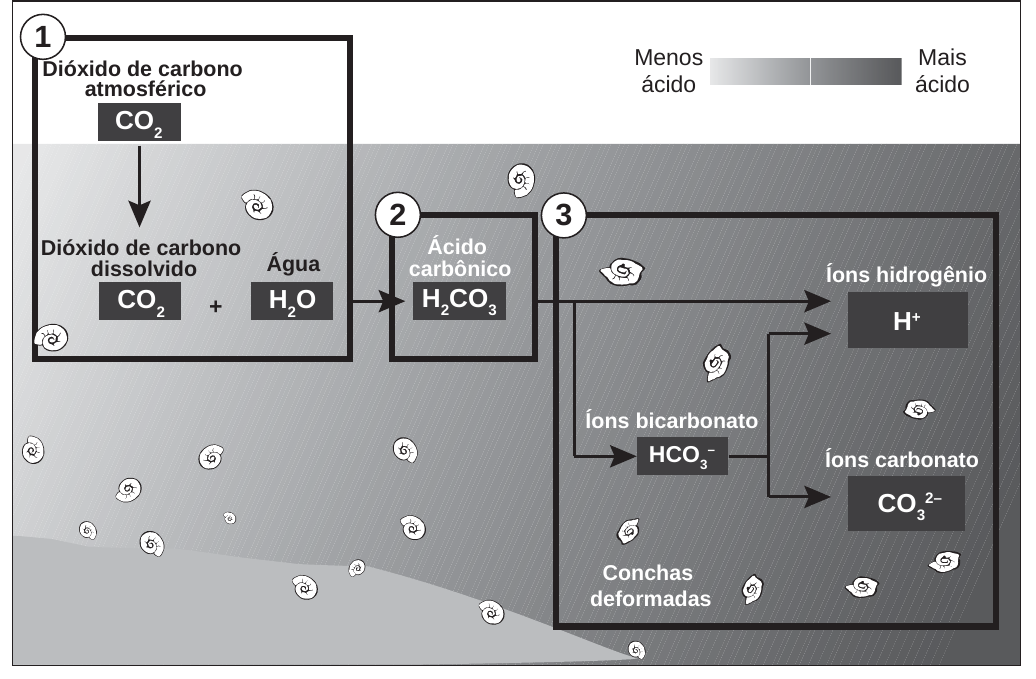 1
Dióxido de carbono
atmosférico
CO₂
Menos
ácido
Mais
ácido
Dióxido de carbono
dissolvido
CO₂
+
Água
H₂O
2
Ácido
carbônico
H₂CO₃
3
Íons hidrogênio
H⁺
Íons bicarbonato
HCO₃⁻
Íons carbonato
CO₃²⁻
Conchas
deformadas